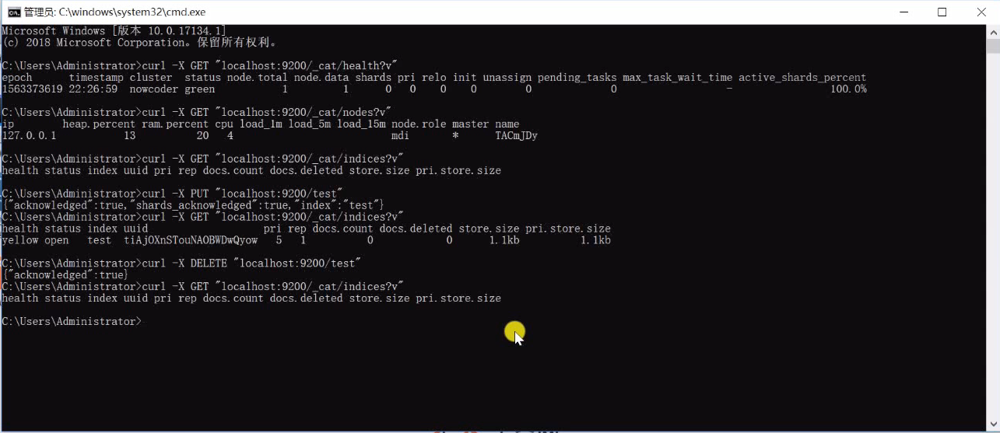 管理员: C:\windows\system32\cmd.exe
Microsoft Windows [版本 10.0.17134.1]
(c) 2018 Microsoft Corporation。保留所有权利。
C:\Users\Administrator>curl -X GET "localhost:9200/_cat/health?v"
epoch timestamp cluster status node.total node.data shards pri relo init unassign pending_tasks max_task_wait_time active_shards_percent
1563373619 22:26:59 nowcoder green 1 1 0 0 0 0 0 0 - 100.0%
C:\Users\Administrator>curl -X GET "localhost:9200/_cat/nodes?v"
ip heap.percent ram.percent cpu load_1m load_5m load_15m node.role master name
127.0.0.1 13 20 4 mdi * TACmJDy
C:\Users\Administrator>curl -X GET "localhost:9200/_cat/indices?v"
health status index uuid pri rep docs.count docs.deleted store.size pri.store.size
C:\Users\Administrator>curl -X PUT "localhost:9200/test"
{"acknowledged":true,"shards_acknowledged":true,"index":"test"}
C:\Users\Administrator>curl -X GET "localhost:9200/_cat/indices?v"
health status index uuid pri rep docs.count docs.deleted store.size pri.store.size
yellow open test tiAjOXnSTouNAOBWDwQyow 5 1 0 0 1.1kb 1.1kb
C:\Users\Administrator>curl -X DELETE "localhost:9200/test"
{"acknowledged":true}
C:\Users\Administrator>curl -X GET "localhost:9200/_cat/indices?v"
health status index uuid pri rep docs.count docs.deleted store.size pri.store.size
C:\Users\Administrator>